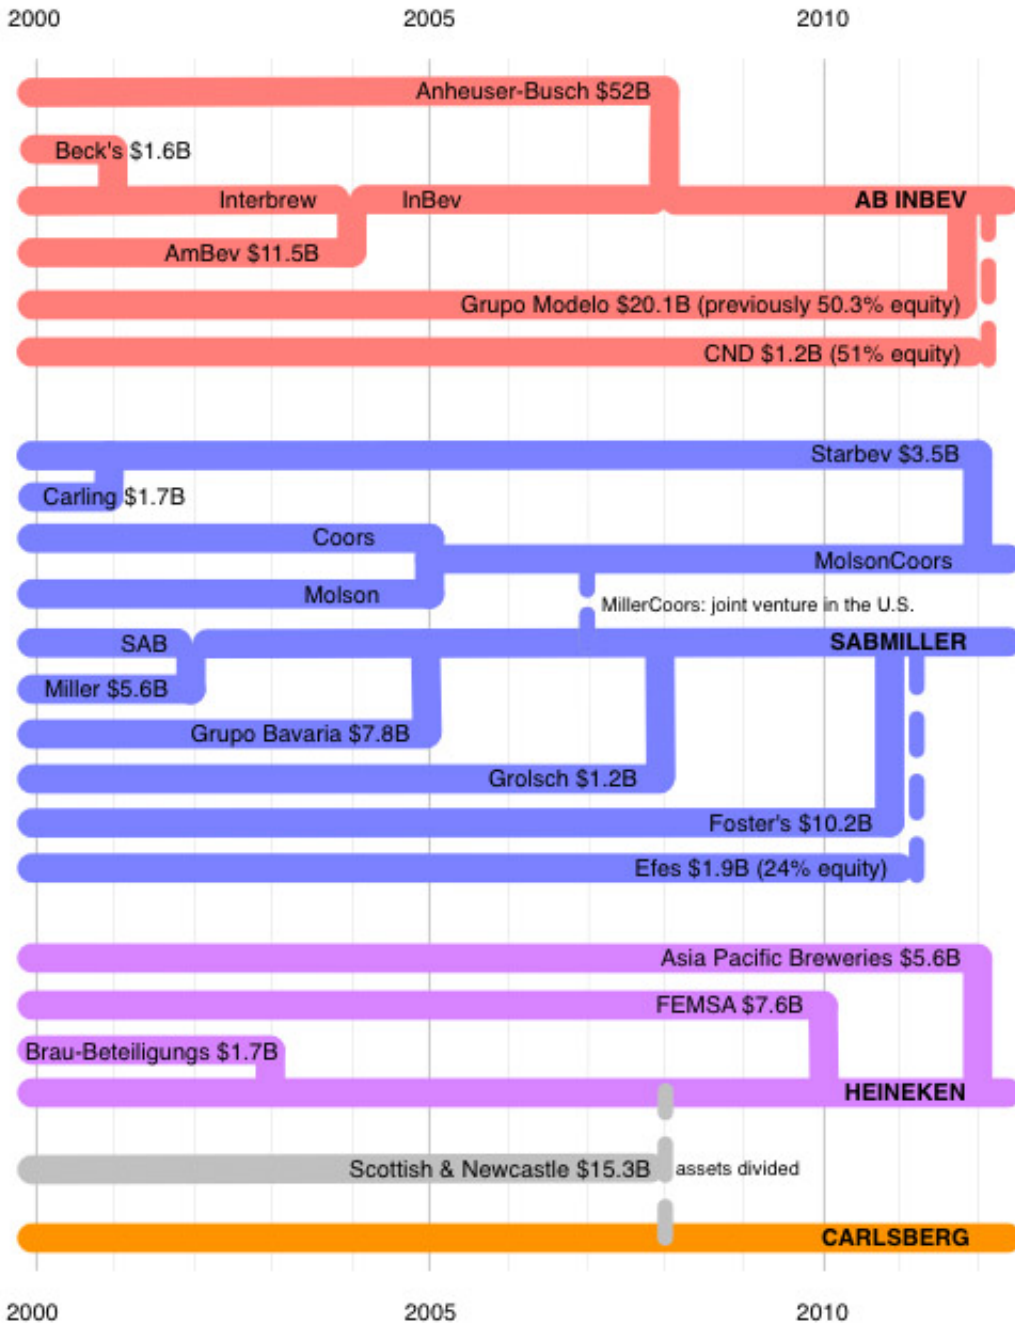 2000 2005 2010
Anheuser-Busch $52B
Beck's $1.6B
Interbrew InBev AB INBEV
AmBev $11.5B
Grupo Modelo $20.1B (previously 50.3% equity)
CND $1.2B (51% equity)
Starbev $3.5B
Carling $1.7B
Coors
MolsonCoors
Molson
MillerCoors: joint venture in the U.S.
SAB SABMILLER
Miller $5.6B
Grupo Bavaria $7.8B
Grolsch $1.2B
Foster's $10.2B
Efes $1.9B (24% equity)
Asia Pacific Breweries $5.6B
FEMSA $7.6B
Brau-Beteiligungs $1.7B
HEINEKEN
Scottish & Newcastle $15.3B assets divided
CARLSBERG
2000 2005 2010